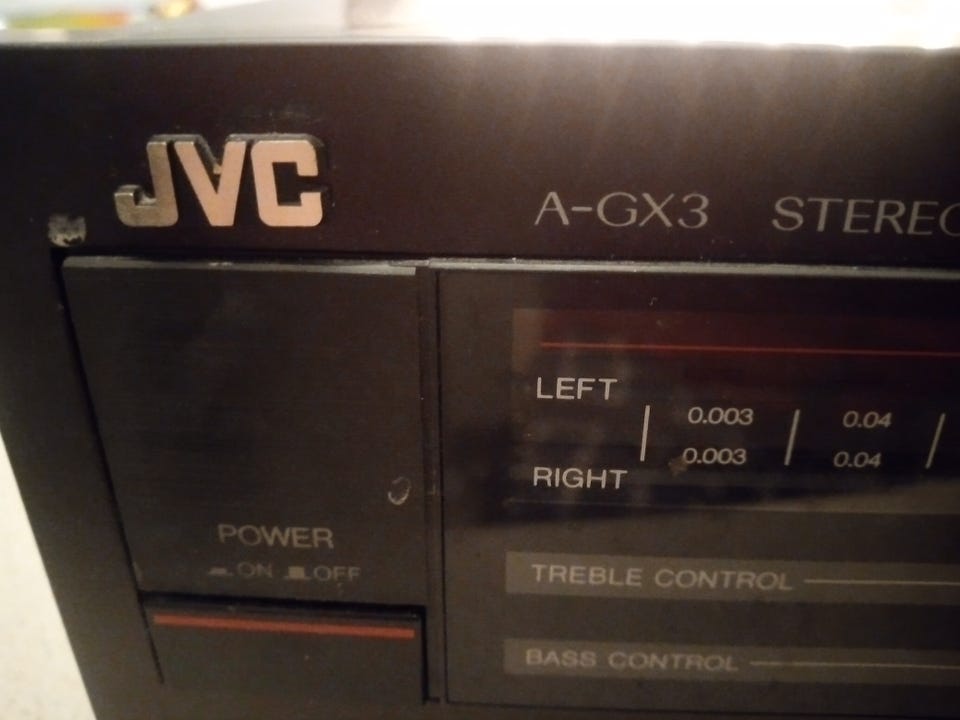 JVC
A-GX3 STEREO
LEFT
0.003 0.04
0.003 0.04
RIGHT
POWER
ON OFF
TREBLE CONTROL
BASS CONTROL